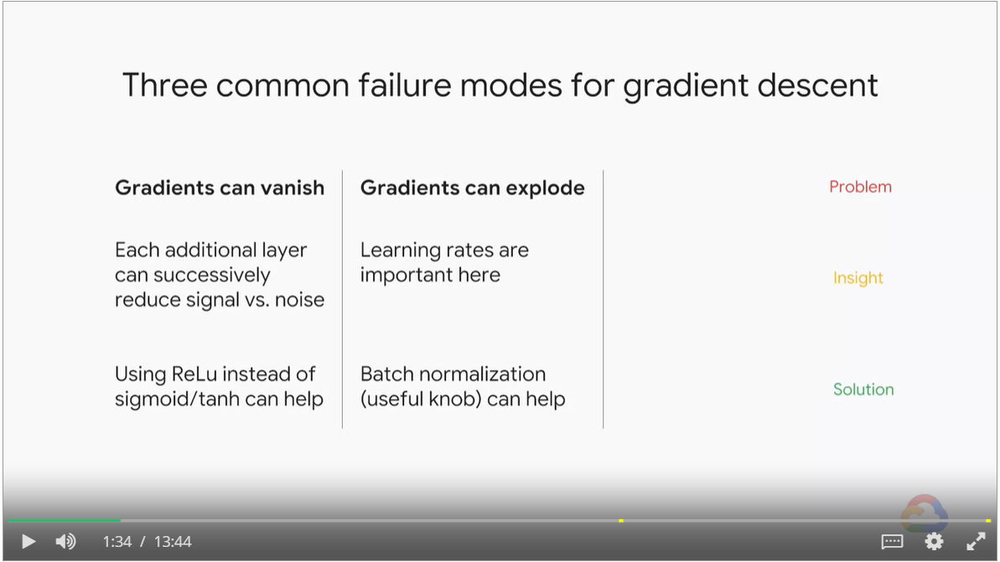 Three common failure modes for gradient descent
Gradients can vanish
Each additional layer
can successively
reduce signal vs. noise
Using ReLu instead of
sigmoid/tanh can help
Gradients can explode
Learning rates are
important here
Batch normalization
(useful knob) can help
Problem
Insight
Solution
1:34 / 13:44